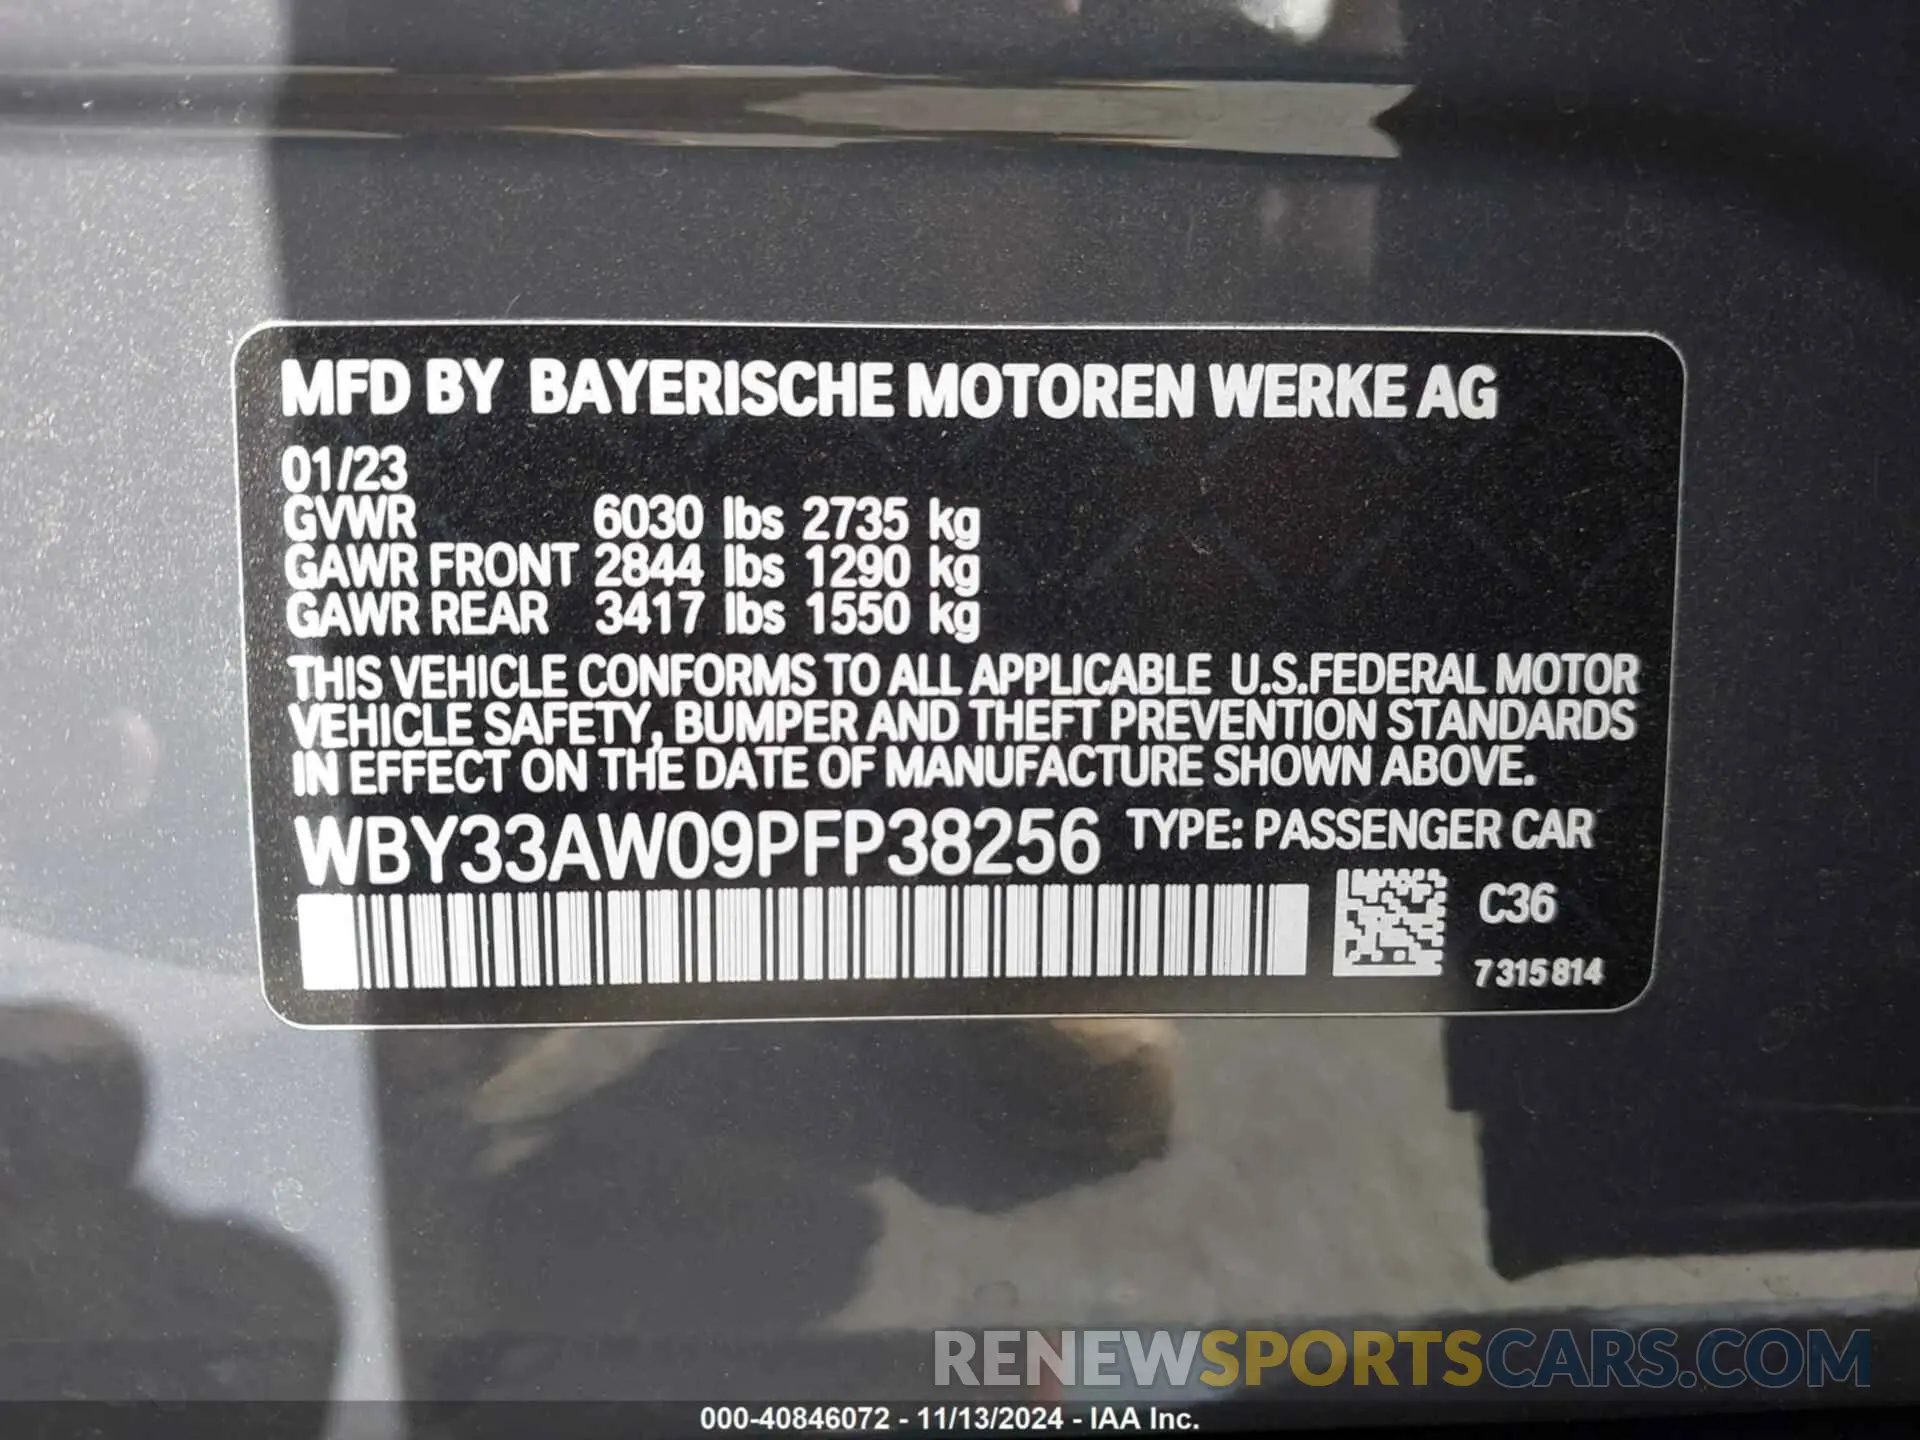 MFD BY BAYERISCHE MOTOREN WERKE AG
01/23
GVWR 6030 lbs 2735 kg
GAWR FRONT 2844 lbs 1290 kg
GAWR REAR 3417 lbs 1550 kg
THIS VEHICLE CONFORMS TO ALL APPLICABLE U.S.FEDERAL MOTOR
VEHICLE SAFETY, BUMPER AND THEFT PREVENTION STANDARDS
IN EFFECT ON THE DATE OF MANUFACTURE SHOWN ABOVE.
WBY33AW09PFP38256 TYPE: PASSENGER CAR
C36
7315814
RENEWSPORTSCARS.COM
000-40846072 - 11/13/2024 - IAA Inc.